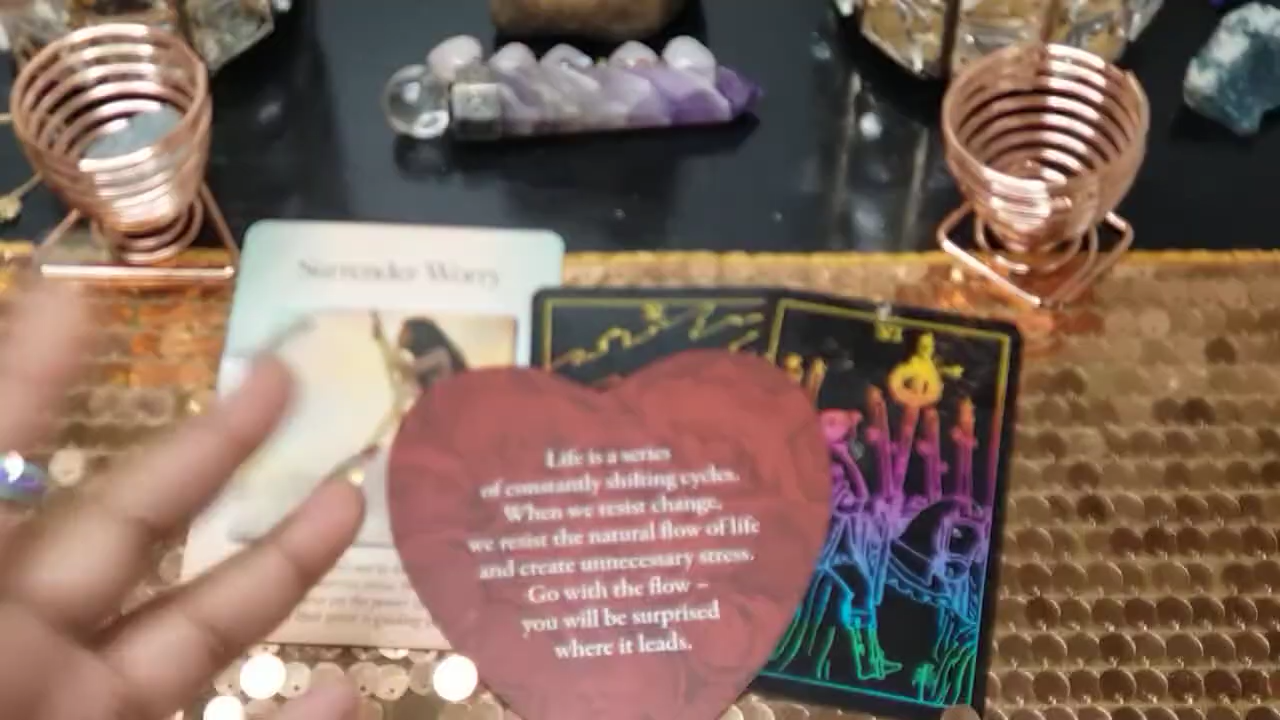 Surrender Worry
VI
Life is a series
of constantly shifting cycles.
When we resist change,
we resist the natural flow of life
and create unnecessary stress.
Go with the flow –
you will be surprised
where it leads.